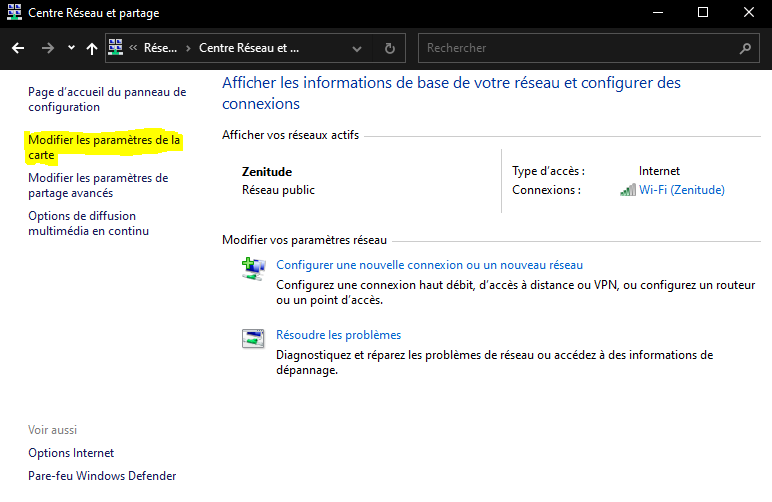 Centre Réseau et partage
« Rése... > Centre Réseau et ...
Rechercher
Page d'accueil du panneau de
configuration
Modifier les paramètres de la
carte
Modifier les paramètres de
partage avancés
Options de diffusion
multimédia en continu
Voir aussi
Options Internet
Pare-feu Windows Defender
Afficher les informations de base de votre réseau et configurer des
connexions
Afficher vos réseaux actifs
Zenitude
Réseau public
Type d'accès : Internet
Connexions : Wi-Fi (Zenitude)
Modifier vos paramètres réseau
Configurer une nouvelle connexion ou un nouveau réseau
Configurez une connexion haut débit, d'accès à distance ou VPN, ou configurez un routeur
ou un point d'accès.
Résoudre les problèmes
Diagnostiquez et réparez les problèmes de réseau ou accédez à des informations de
dépannage.